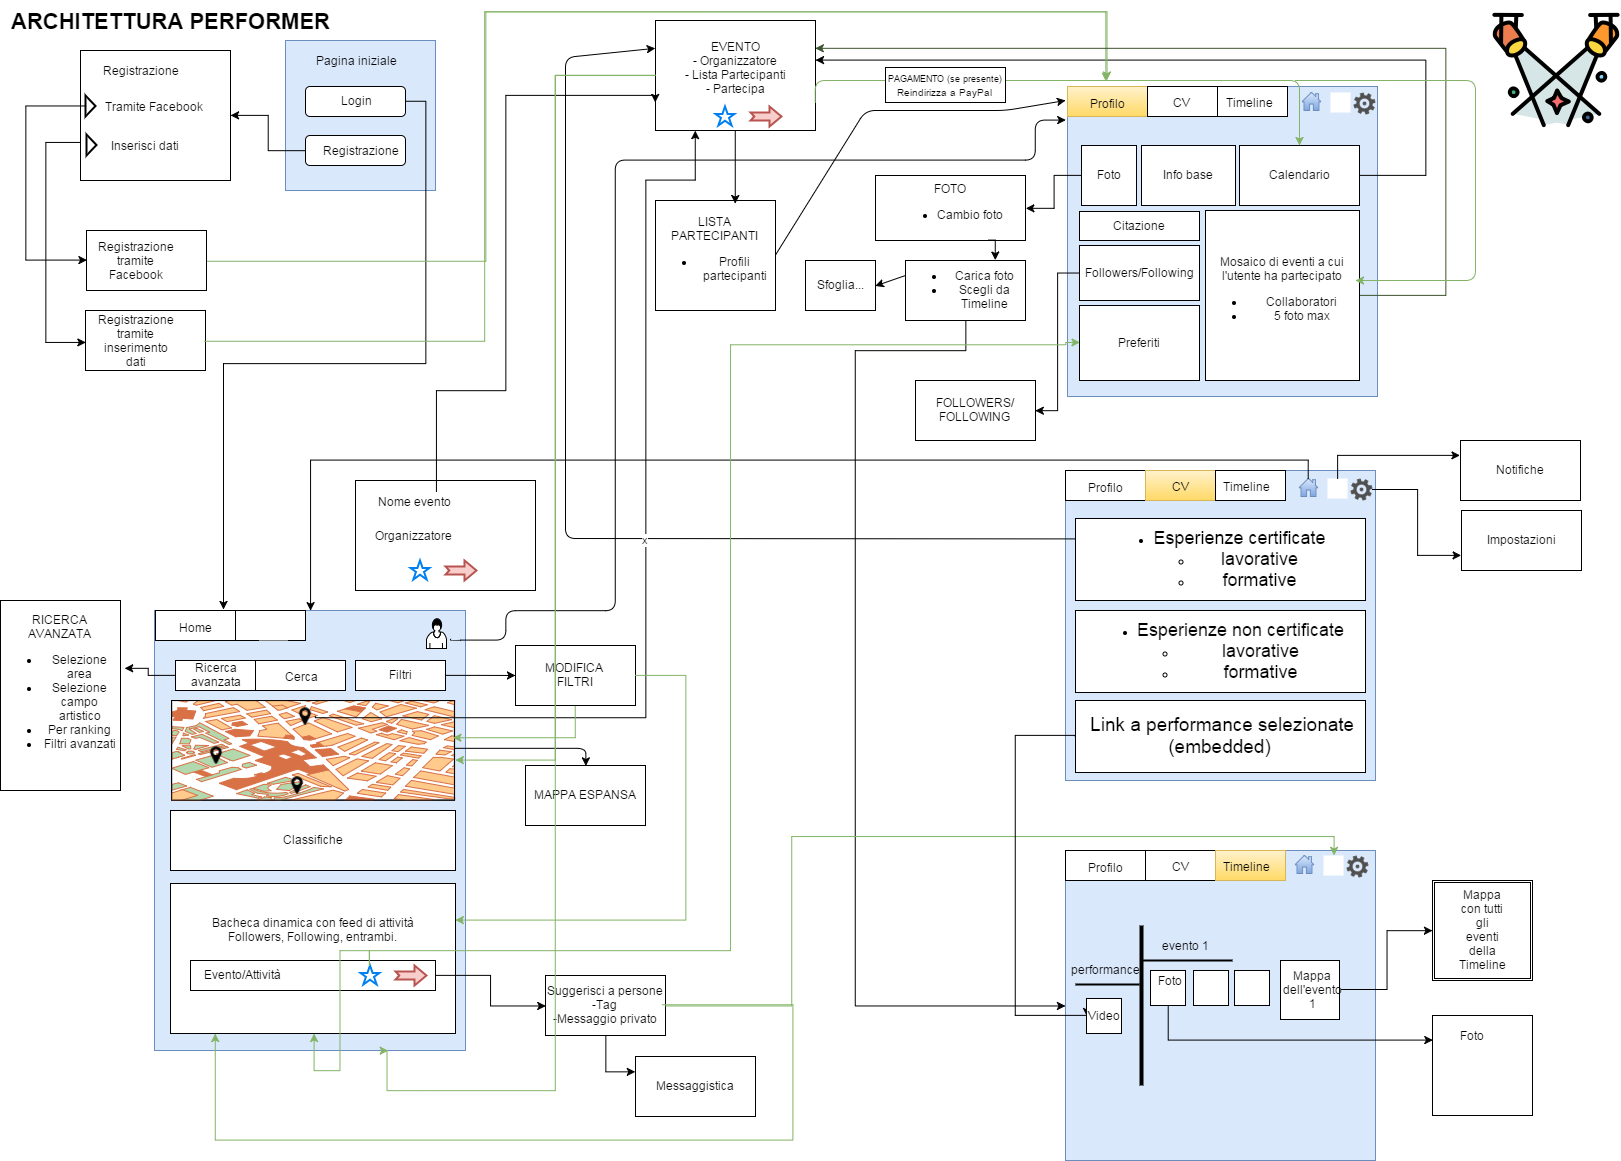 ARCHITETTURA PERFORMER
Registrazione
Tramite Facebook
Inserisci dati
Pagina iniziale
Login
Registrazione
Registrazione
tramite
Facebook
Registrazione
tramite
inserimento
dati
EVENTO
- Organizzatore
- Lista Partecipanti
- Partecipa
PAGAMENTO (se presente)
Reindirizza a PayPal
LISTA
PARTECIPANTI
Profili
partecipanti
FOTO
Cambio foto
Sfoglia...
Carica foto
Scegli da
Timeline
FOLLOWERS/
FOLLOWING
Profilo
CV
Timeline
Foto
Info base
Calendario
Citazione
Followers/Following
Preferiti
Mosaico di eventi a cui
l'utente ha partecipato
Collaboratori
5 foto max
Nome evento
Organizzatore
x
Profilo
CV
Timeline
Esperienze certificate
lavorative
formative
Esperienze non certificate
lavorative
formative
Link a performance selezionate
(embedded)
Notifiche
Impostazioni
RICERCA
AVANZATA
Selezione
area
Selezione
campo
artistico
Per ranking
Filtri avanzati
Home
Ricerca
avanzata
Cerca
Filtri
MODIFICA
FILTRI
MAPPA ESPANSA
Classifiche
Bacheca dinamica con feed di attività
Followers, Following, entrambi.
Evento/Attività
Suggerisci a persone
-Tag
-Messaggio privato
Messaggistica
Profilo
CV
Timeline
evento 1
performance
Foto
Video
Mappa
dell'evento
1
Mappa
con tutti
gli
eventi
della
Timeline
Foto